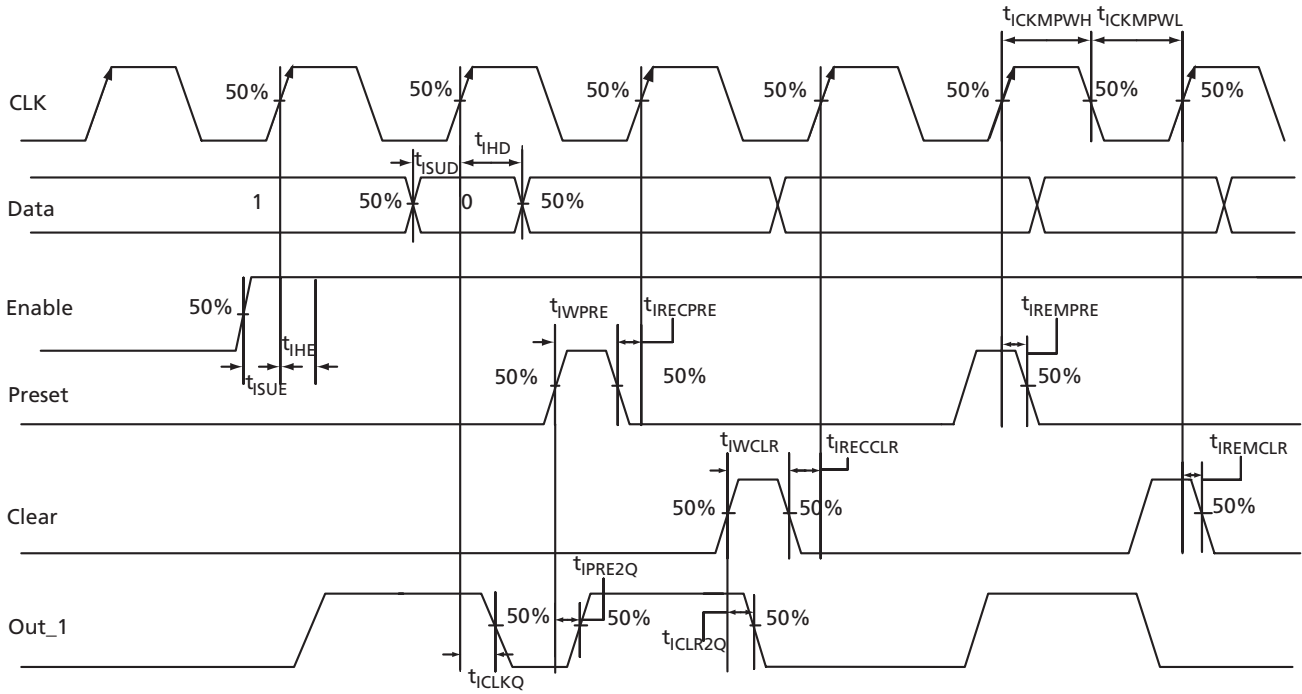 tICKMPWH tICKMPWL
CLK 50% 50% 50% 50% 50% 50% 50%
tISUD tIHD
Data 1 50% 0 50%
Enable 50% tIHE tISUE
tIWPRE tIRECPRE tIREMPRE
Preset 50% 50% 50%
tIWCLR tIRECCLR tIREMCLR
Clear 50% 50% 50%
tIPRE2Q
Out_1 50% 50% 50%
tICLR2Q
tICLKQ